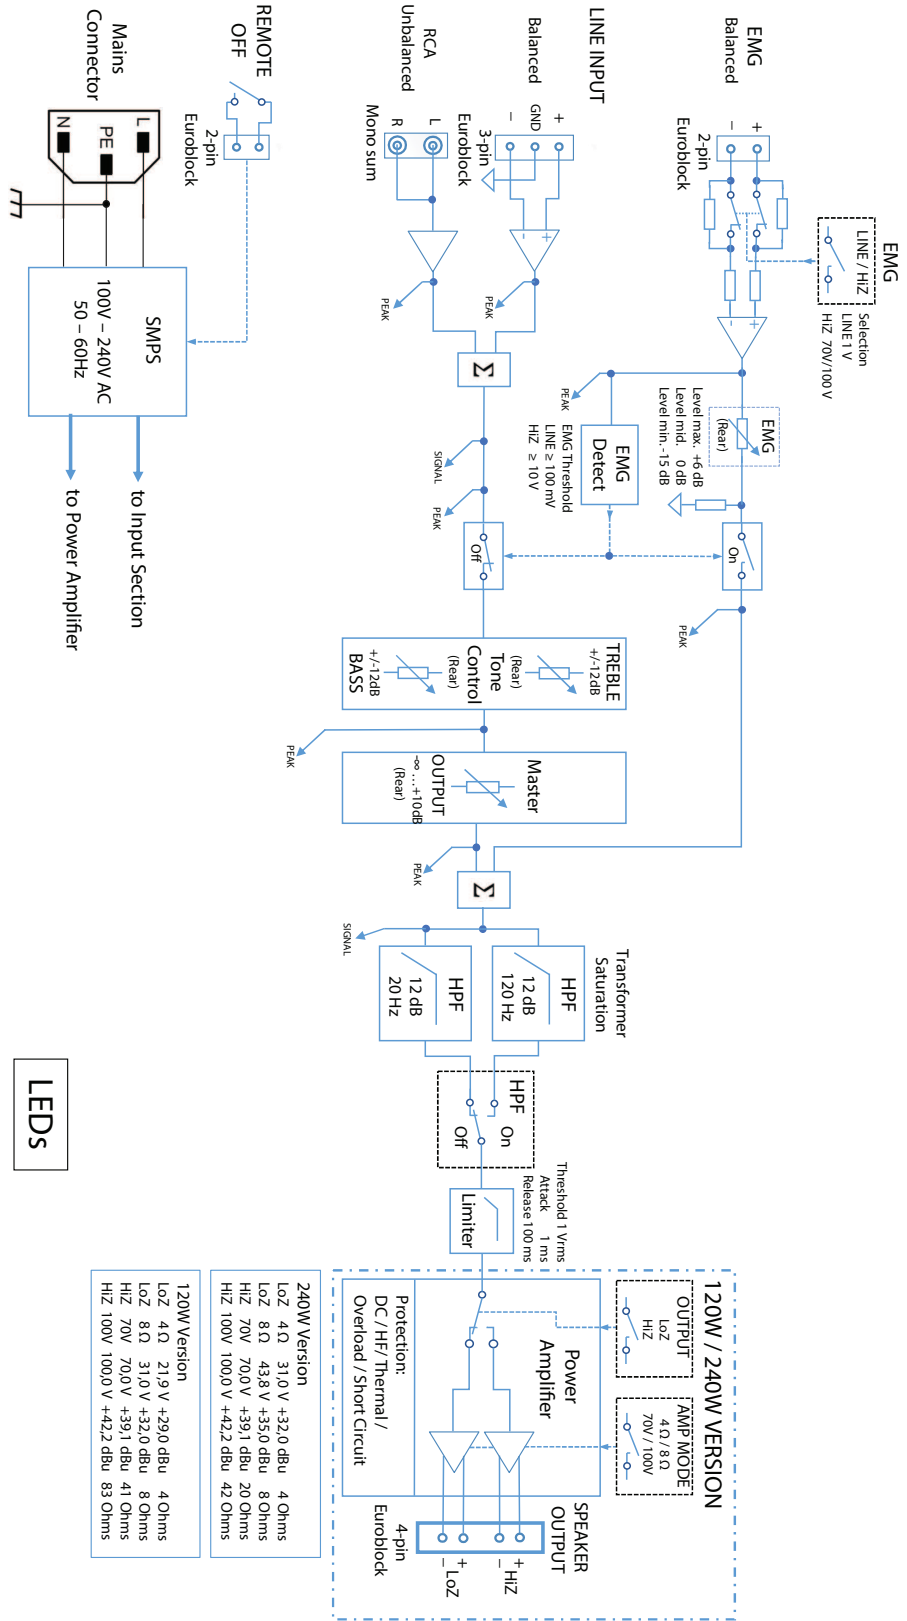 EMG
Balanced
+
−
2-pin
Euroblock
EMG
LINE / HiZ
Selection
LINE 1 V
HiZ 70V/100 V
+
−
PEAK
EMG
(Rear)
Level max. +6 dB
Level mid. 0 dB
Level min. -15 dB
EMG
Detect
EMG Threshold
LINE ≥ 100 mV
HiZ ≥ 10 V
On
PEAK
LINE INPUT
Balanced
+
GND
−
3-pin
Euroblock
+
−
PEAK
RCA
Unbalanced
L
R
Mono sum
PEAK
Σ
SIGNAL
PEAK
Off
TREBLE
+/-12dB
(Rear)
Tone
Control
(Rear)
+/-12dB
BASS
PEAK
Master
OUTPUT
-∞ ...+10dB
(Rear)
PEAK
Σ
SIGNAL
Transformer
Saturation
HPF
12 dB
120 Hz
HPF
12 dB
20 Hz
HPF
On
Off
Threshold 1 Vrms
Attack 1 ms
Release 100 ms
Limiter
120W / 240W VERSION
OUTPUT
LoZ
HiZ
AMP MODE
4 Ω / 8 Ω
70V / 100V
Power
Amplifier
Protection:
DC / HF/ Thermal /
Overload / Short Circuit
SPEAKER
OUTPUT
+
− HiZ
+
− LoZ
4-pin
Euroblock
REMOTE
OFF
2-pin
Euroblock
Mains
Connector
L
PE
N
SMPS
100V – 240V AC
50 – 60Hz
to Input Section
to Power Amplifier
LEDs
240W Version
LoZ 4 Ω 31,0 V +32,0 dBu 4 Ohms
LoZ 8 Ω 43,8 V +35,0 dBu 8 Ohms
HiZ 70V 70,0 V +39,1 dBu 20 Ohms
HiZ 100V 100,0 V +42,2 dBu 42 Ohms
120W Version
LoZ 4 Ω 21,9 V +29,0 dBu 4 Ohms
LoZ 8 Ω 31,0 V +32,0 dBu 8 Ohms
HiZ 70V 70,0 V +39,1 dBu 41 Ohms
HiZ 100V 100,0 V +42,2 dBu 83 Ohms